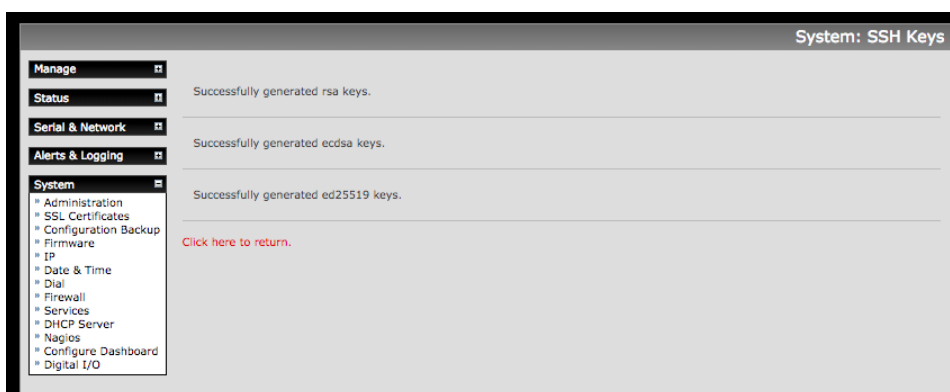 System: SSH Keys
Manage
Status
Serial & Network
Alerts & Logging
System
Administration
SSL Certificates
Configuration Backup
Firmware
IP
Date & Time
Dial
Firewall
Services
DHCP Server
Nagios
Configure Dashboard
Digital I/O
Successfully generated rsa keys.
Successfully generated ecdsa keys.
Successfully generated ed25519 keys.
Click here to return.